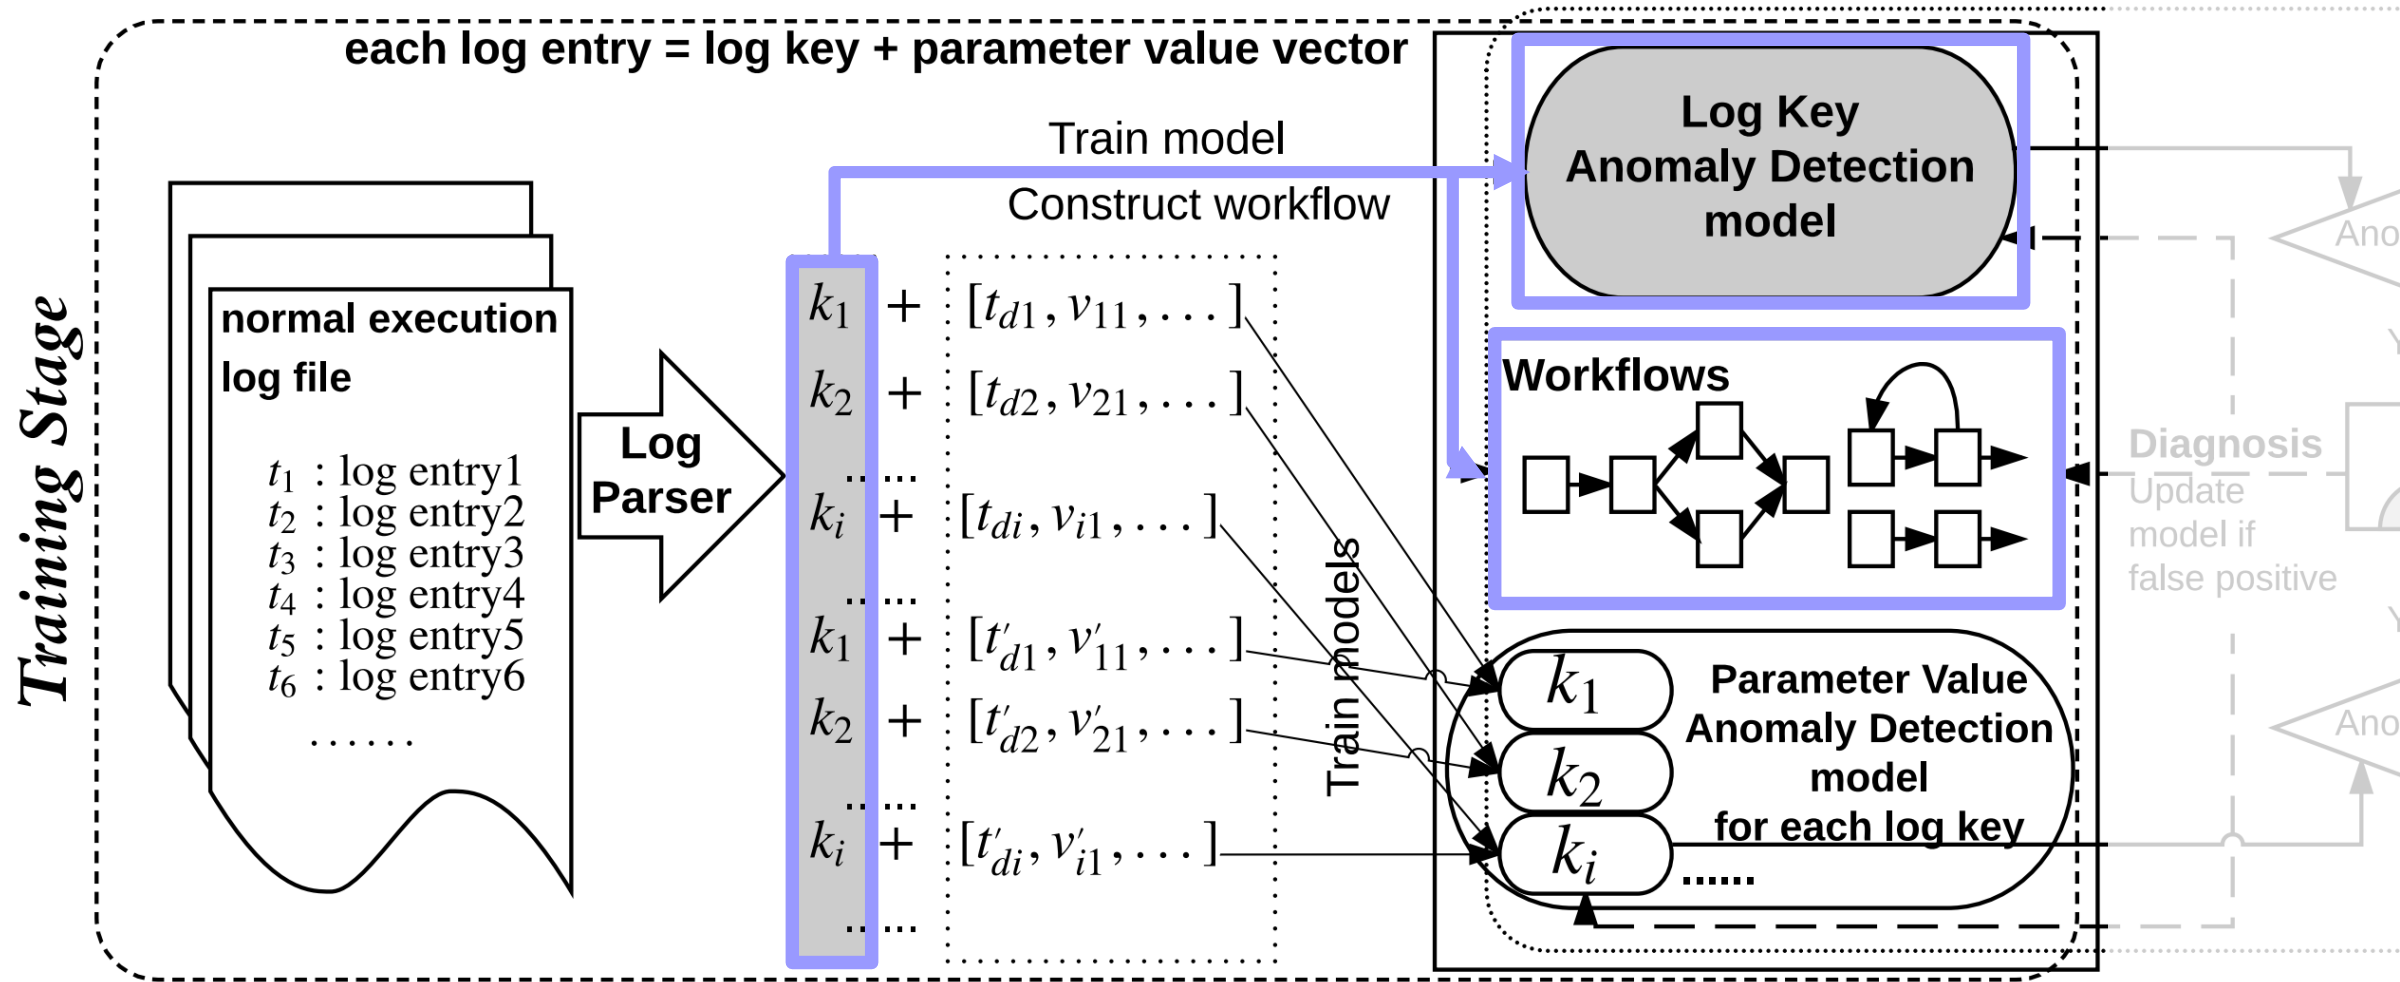 each log entry = log key + parameter value vector
Training Stage
normal execution
log file
t1 : log entry1
t2 : log entry2
t3 : log entry3
t4 : log entry4
t5 : log entry5
t6 : log entry6
......
Log
Parser
Train model
Construct workflow
k1 + [td1, v11, ...]
k2 + [td2, v21, ...]
......
ki + [tdi, vi1, ...]
......
k1 + [t'd1, v'11, ...]
k2 + [t'd2, v'21, ...]
......
ki + [t'di, v'i1, ...]
......
Train models
Log Key
Anomaly Detection
model
Workflows
k1
k2
ki
......
Parameter Value
Anomaly Detection
model
for each log key
Diagnosis
Update
model if
false positive
Ano
Y
Y
Ano